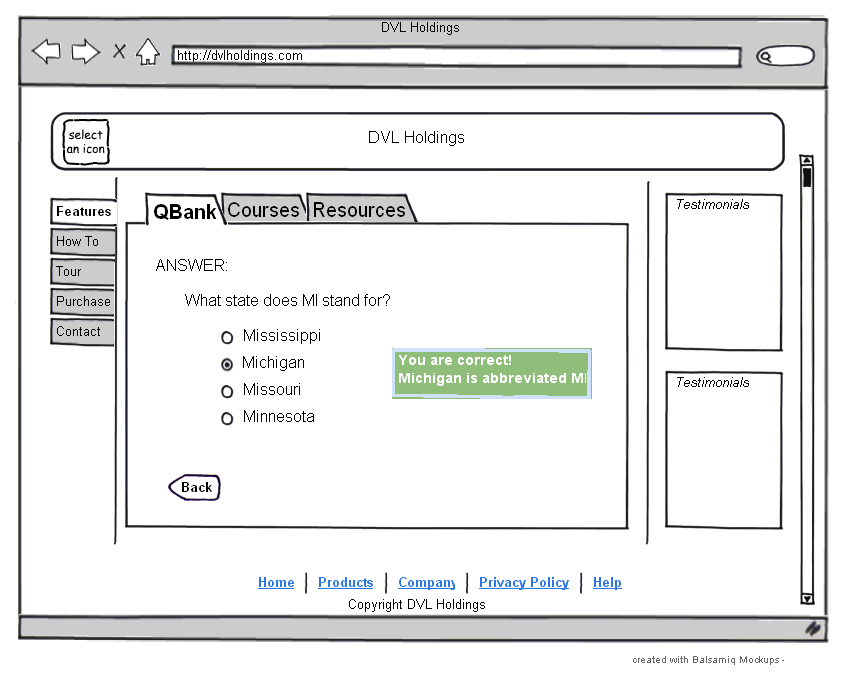 DVL Holdings
http://dvlholdings.com
select
an icon
DVL Holdings
Features
How To
Tour
Purchase
Contact
QBank
Courses
Resources
ANSWER:
What state does MI stand for?
Mississippi
Michigan
Missouri
Minnesota
You are correct!
Michigan is abbreviated MI
Back
Testimonials
Testimonials
Home
Products
Company
Privacy Policy
Help
Copyright DVL Holdings
created with Balsamiq Mockups -